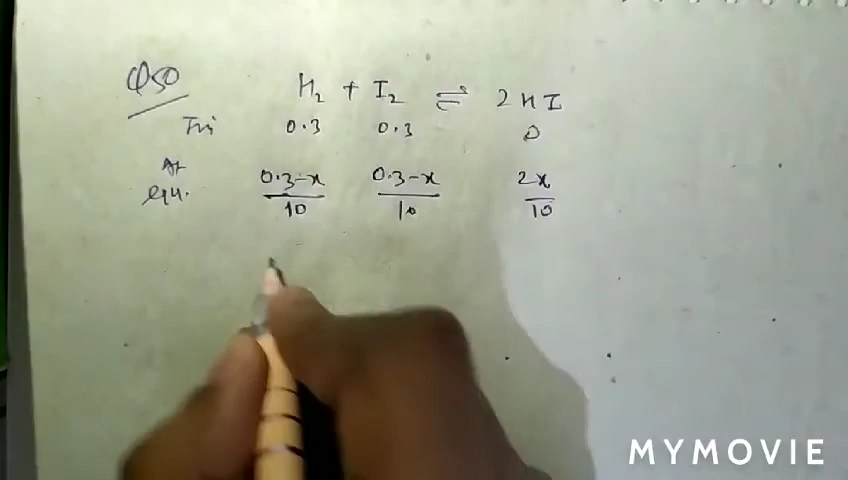 Q50
H₂ + I₂ ⇌ 2HI
Ini 0.3 0.3 0
At equ. (0.3-x)/10 (0.3-x)/10 2x/10
MYMOVIE